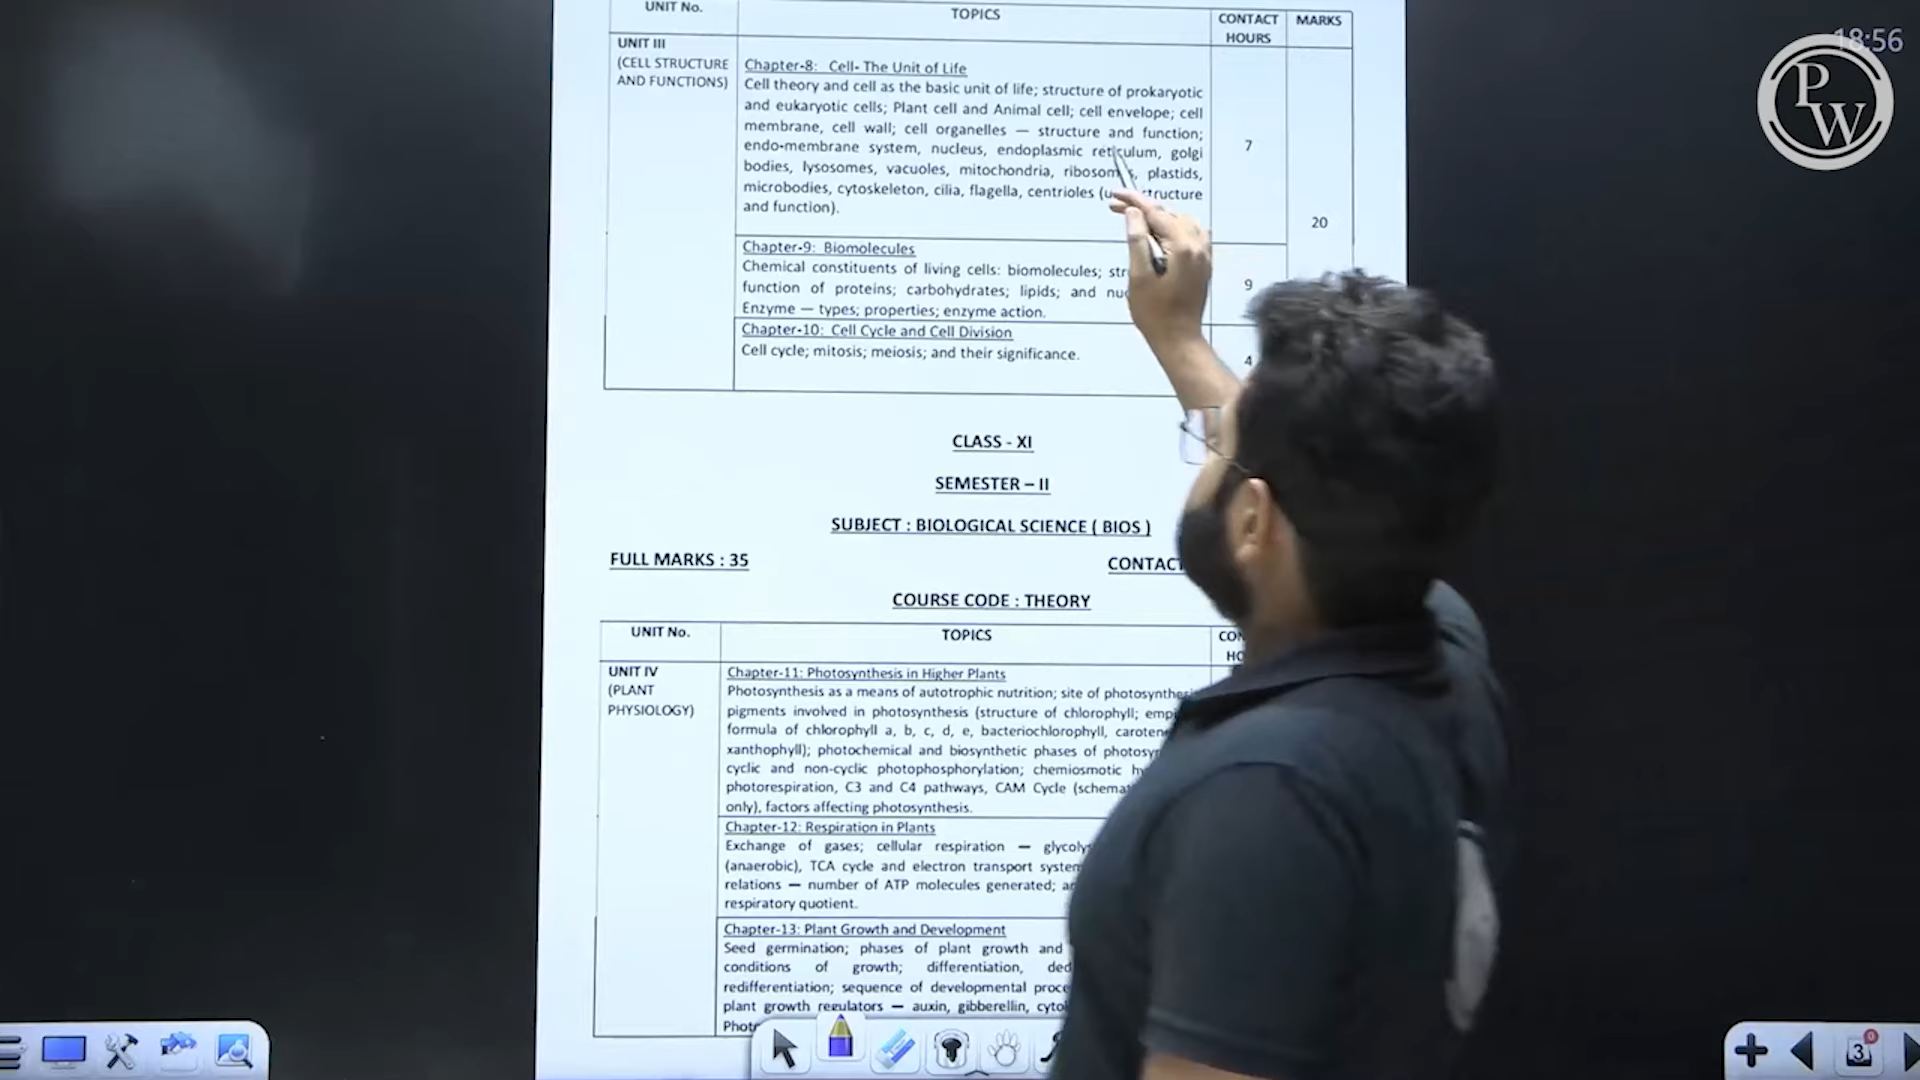 UNIT No.
TOPICS
CONTACT
HOURS
MARKS
18:56
PW
UNIT III
(CELL STRUCTURE
AND FUNCTIONS)
Chapter-8: Cell- The Unit of Life
Cell theory and cell as the basic unit of life; structure of prokaryotic
and eukaryotic cells; Plant cell and Animal cell; cell envelope; cell
membrane, cell wall; cell organelles — structure and function;
endo-membrane system, nucleus, endoplasmic reticulum, golgi
bodies, lysosomes, vacuoles, mitochondria, plastids,
microbodies, cytoskeleton, cilia, flagella, centrioles
and function).
7
20
Chapter-9: Biomolecules
Chemical constituents of living cells: biomolecules;
function of proteins; carbohydrates; lipids; and
Enzyme — types; properties; enzyme action.
9
Chapter-10: Cell Cycle and Cell Division
Cell cycle; mitosis; meiosis; and their significance.
4
CLASS - XI
SEMESTER – II
SUBJECT : BIOLOGICAL SCIENCE ( BIOS )
FULL MARKS : 35
CONTACT
COURSE CODE : THEORY
UNIT No.
TOPICS
UNIT IV
(PLANT
PHYSIOLOGY)
Chapter-11: Photosynthesis in Higher Plants
Photosynthesis as a means of autotrophic nutrition; site of
pigments involved in photosynthesis (structure of chlorophyll;
formula of chlorophyll a, b, c, d, e, bacteriochlorophyll,
xanthophyll); photochemical and biosynthetic phases of
cyclic and non-cyclic photophosphorylation; chemiosmotic
photorespiration, C3 and C4 pathways, CAM Cycle
only), factors affecting photosynthesis.
Chapter-12: Respiration in Plants
Exchange of gases; cellular respiration —
(anaerobic), TCA cycle and electron transport
relations — number of ATP molecules generated;
respiratory quotient.
Chapter-13: Plant Growth and Development
Seed germination; phases of plant growth and
conditions of growth; differentiation,
redifferentiation; sequence of developmental
plant growth regulators — auxin, gibberellin,
3
0